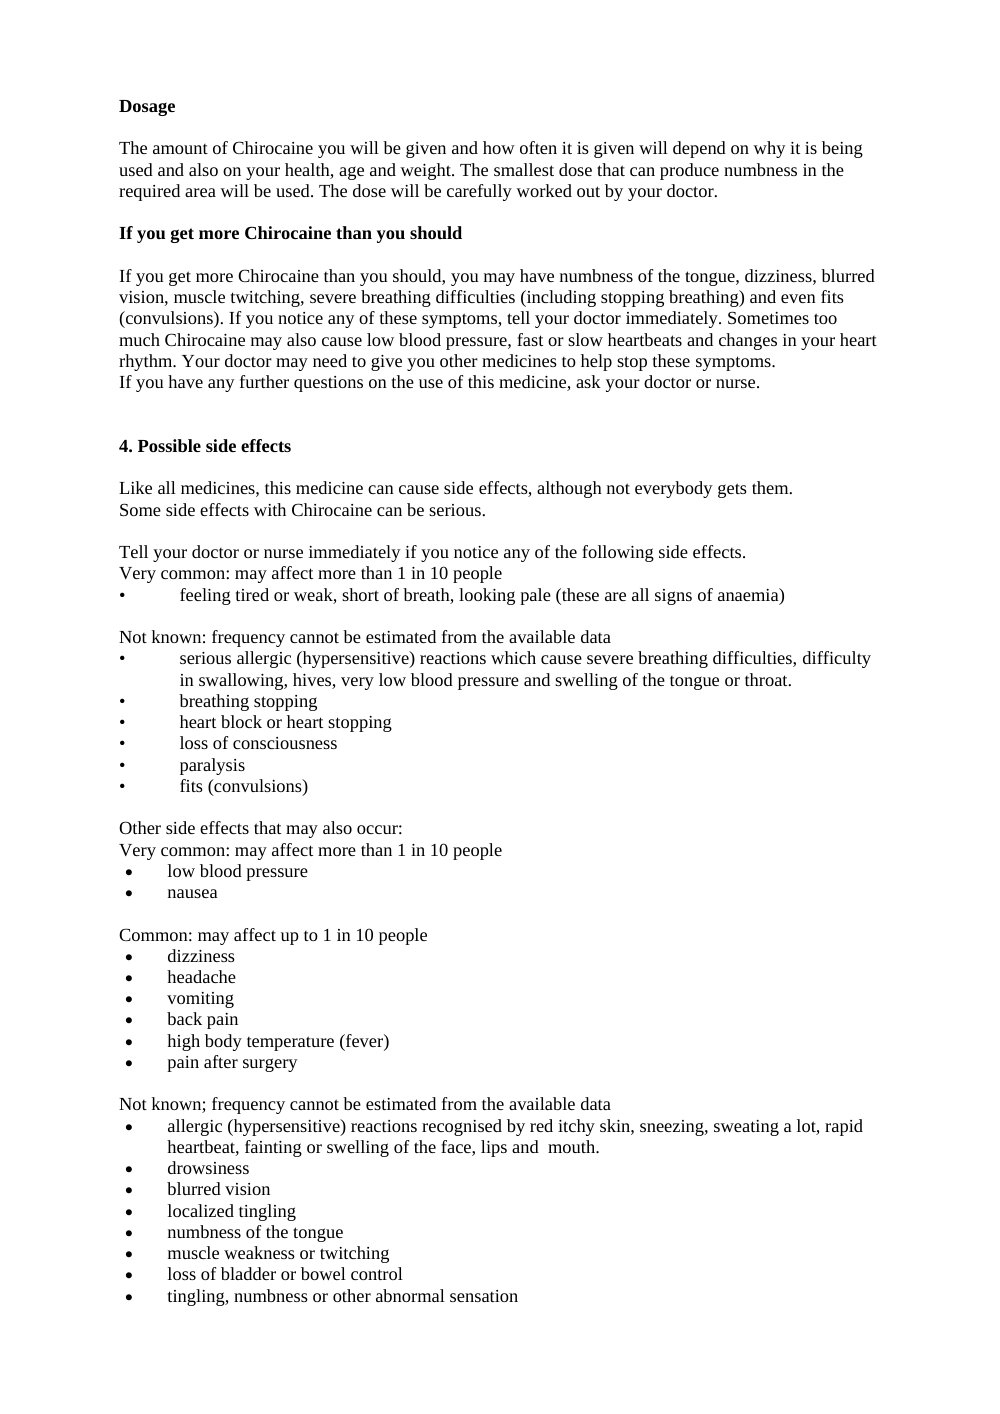 Dosage
The amount of Chirocaine you will be given and how often it is given will depend on why it is being
used and also on your health, age and weight. The smallest dose that can produce numbness in the
required area will be used. The dose will be carefully worked out by your doctor.
If you get more Chirocaine than you should
If you get more Chirocaine than you should, you may have numbness of the tongue, dizziness, blurred
vision, muscle twitching, severe breathing difficulties (including stopping breathing) and even fits
(convulsions). If you notice any of these symptoms, tell your doctor immediately. Sometimes too
much Chirocaine may also cause low blood pressure, fast or slow heartbeats and changes in your heart
rhythm. Your doctor may need to give you other medicines to help stop these symptoms.
If you have any further questions on the use of this medicine, ask your doctor or nurse.
4. Possible side effects
Like all medicines, this medicine can cause side effects, although not everybody gets them.
Some side effects with Chirocaine can be serious.
Tell your doctor or nurse immediately if you notice any of the following side effects.
Very common: may affect more than 1 in 10 people
• feeling tired or weak, short of breath, looking pale (these are all signs of anaemia)
Not known: frequency cannot be estimated from the available data
• serious allergic (hypersensitive) reactions which cause severe breathing difficulties, difficulty
in swallowing, hives, very low blood pressure and swelling of the tongue or throat.
• breathing stopping
• heart block or heart stopping
• loss of consciousness
• paralysis
• fits (convulsions)
Other side effects that may also occur:
Very common: may affect more than 1 in 10 people
• low blood pressure
• nausea
Common: may affect up to 1 in 10 people
• dizziness
• headache
• vomiting
• back pain
• high body temperature (fever)
• pain after surgery
Not known; frequency cannot be estimated from the available data
• allergic (hypersensitive) reactions recognised by red itchy skin, sneezing, sweating a lot, rapid
heartbeat, fainting or swelling of the face, lips and  mouth.
• drowsiness
• blurred vision
• localized tingling
• numbness of the tongue
• muscle weakness or twitching
• loss of bladder or bowel control
• tingling, numbness or other abnormal sensation